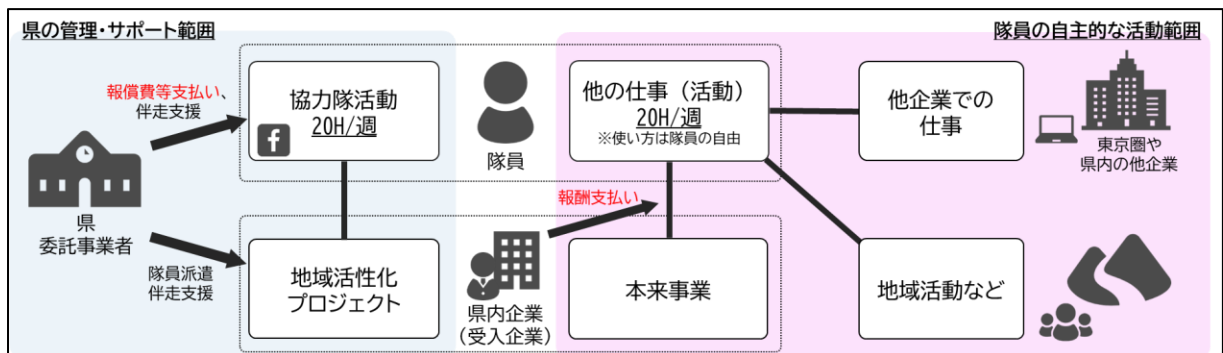 県の管理・サポート範囲
隊員の自主的な活動範囲
報償費等支払い、
伴走支援
県
委託事業者
隊員派遣
伴走支援
協力隊活動
20H/週
f
隊員
他の仕事（活動）
20H/週
※使い方は隊員の自由
他企業での
仕事
東京圏や
県内の他企業
報酬支払い
地域活性化
プロジェクト
県内企業
(受入企業)
本来事業
地域活動など